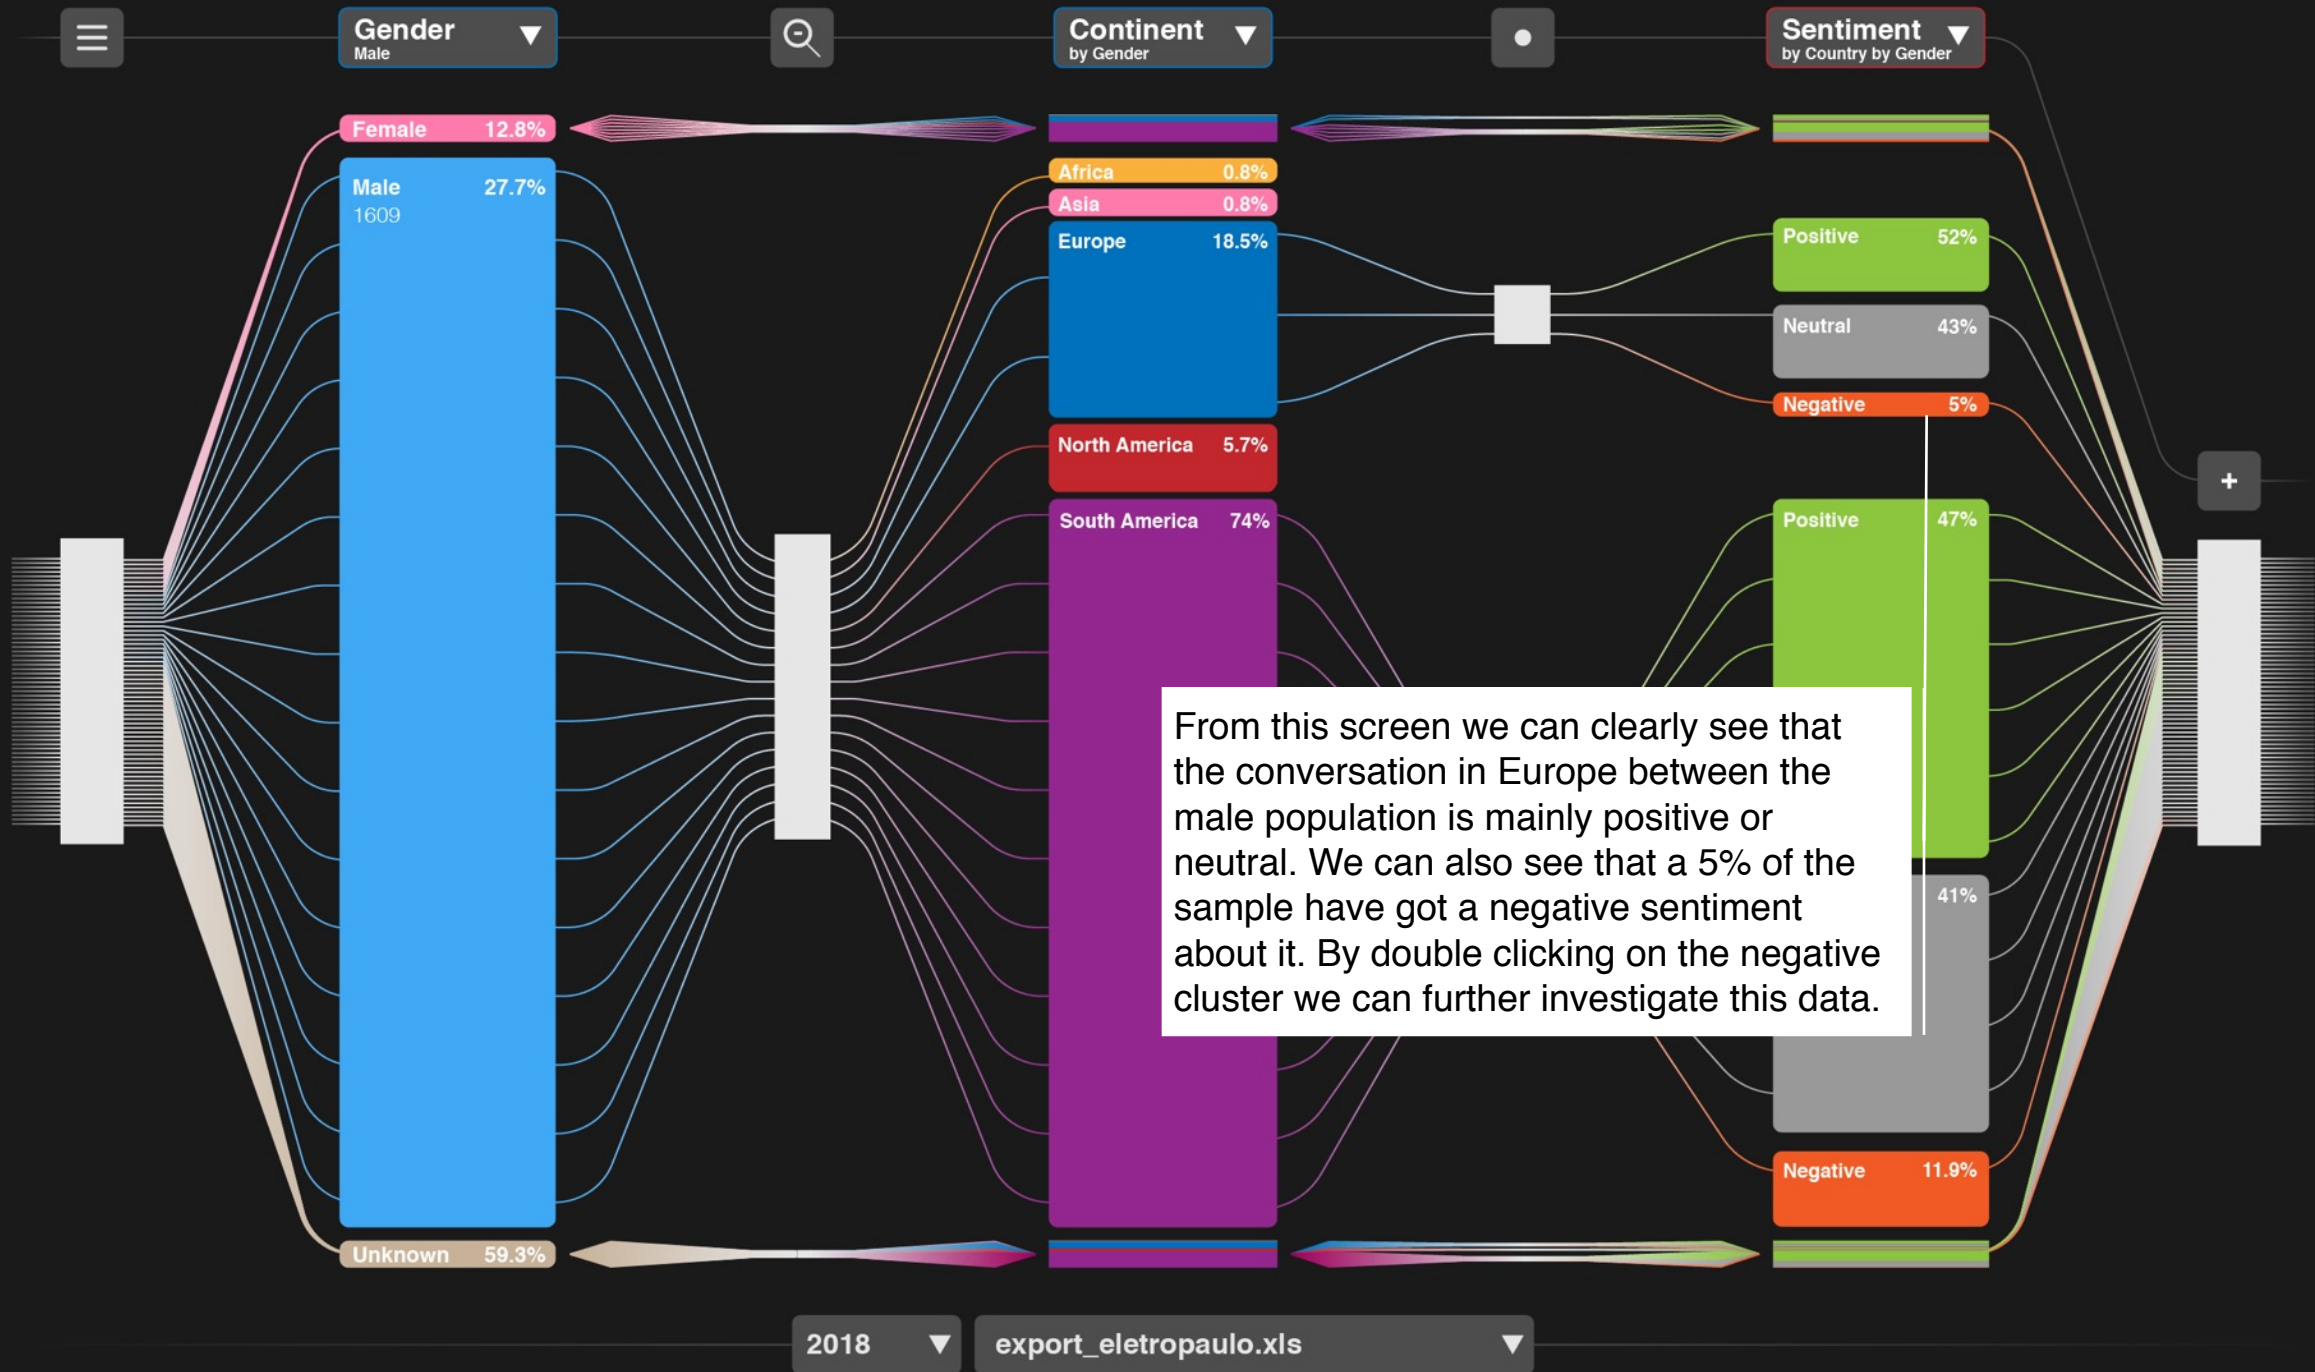 Gender
Male
Continent
by Gender
Sentiment
by Country by Gender
Female 12.8%
Male 27.7%
1609
Unknown 59.3%
Africa 0.8%
Asia 0.8%
Europe 18.5%
North America 5.7%
South America 74%
Positive 52%
Neutral 43%
Negative 5%
+
Positive 47%
41%
Negative 11.9%
From this screen we can clearly see that
the conversation in Europe between the
male population is mainly positive or
neutral. We can also see that a 5% of the
sample have got a negative sentiment
about it. By double clicking on the negative
cluster we can further investigate this data.
2018
export_eletropaulo.xls